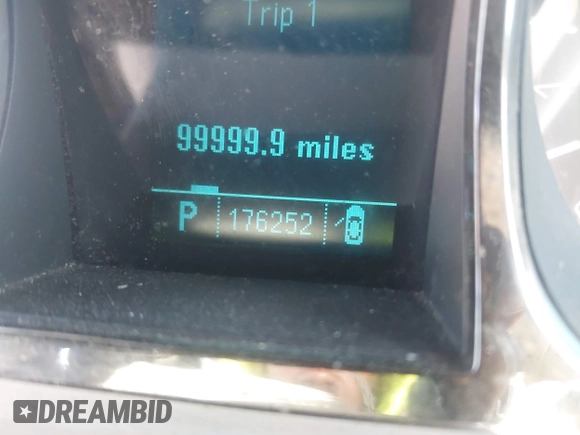 Trip 1
99999.9 miles
P 176252
DREAMBID